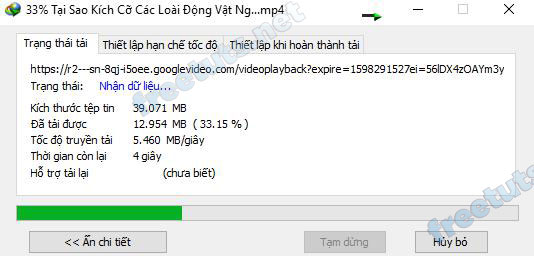 33% Tại Sao Kích Cỡ Các Loài Động Vật Ng...mp4
Trạng thái tải Thiết lập hạn chế tốc độ Thiết lập khi hoàn thành tải
https://r2---sn-8qj-i5oee.googlevideo.com/videoplayback?expire=1598291527ei=56lDX4zOAYm3y
Trạng thái: Nhận dữ liệu...
Kích thước tệp tin 39.071 MB
Đã tải được 12.954 MB ( 33.15 % )
Tốc độ truyền tải 5.460 MB/giây
Thời gian còn lại 4 giây
Hỗ trợ tải lại (chưa biết)
<< Ẩn chi tiết Tạm dừng Hủy bỏ
freetuts.net
freetuts.net